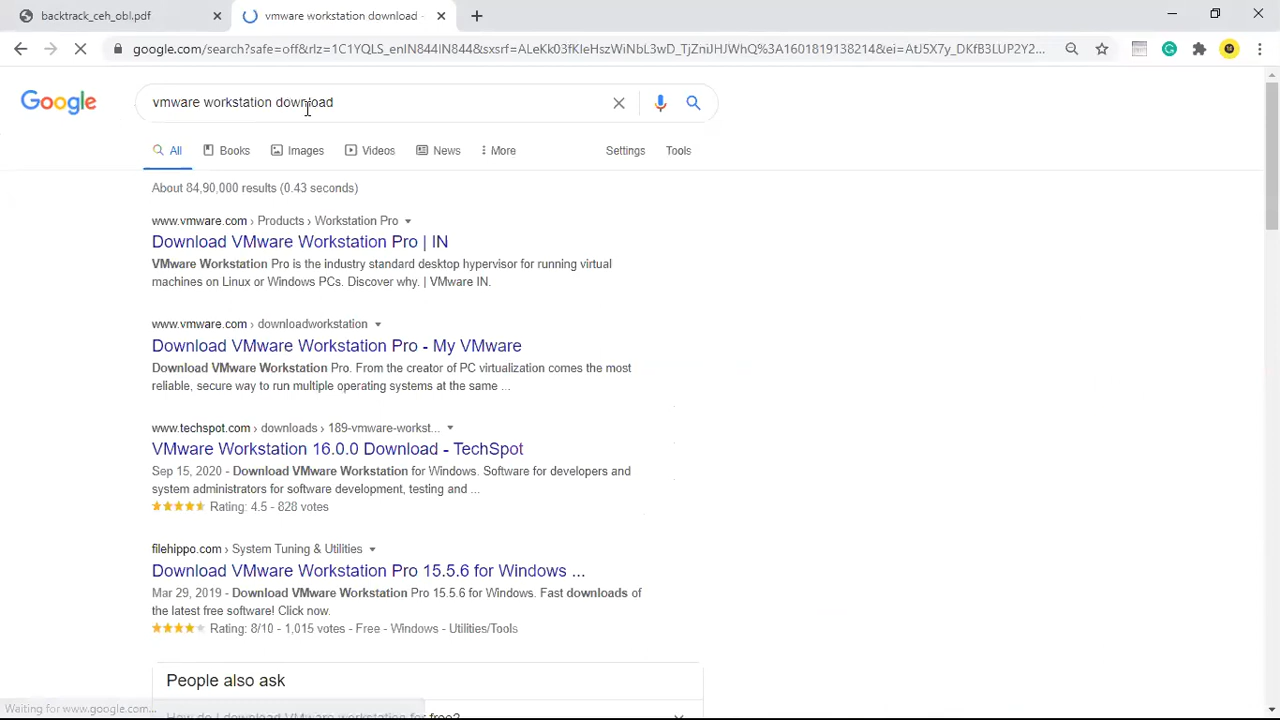 backtrack_ceh_obl.pdf
vmware workstation download -
google.com/search?safe=off&rlz=1C1YQLS_enIN844IN844&sxsrf=ALeKk03fKleHszWiNbL3wD_TjZniJHJWhQ%3A1601819138214&ei=AtJ5X7y_DKfB3LUP2Y2...
Google
vmware workstation download
All
Books
Images
Videos
News
More
Settings
Tools
About 84,90,000 results (0.43 seconds)
www.vmware.com › Products › Workstation Pro
Download VMware Workstation Pro | IN
VMware Workstation Pro is the industry standard desktop hypervisor for running virtual
machines on Linux or Windows PCs. Discover why. | VMware IN.
www.vmware.com › downloadworkstation
Download VMware Workstation Pro - My VMware
Download VMware Workstation Pro. From the creator of PC virtualization comes the most
reliable, secure way to run multiple operating systems at the same ...
www.techspot.com › downloads › 189-vmware-workst...
VMware Workstation 16.0.0 Download - TechSpot
Sep 15, 2020 - Download VMware Workstation for Windows. Software for developers and
system administrators for software development, testing and ...
Rating: 4.5 - 828 votes
filehippo.com › System Tuning & Utilities
Download VMware Workstation Pro 15.5.6 for Windows ...
Mar 29, 2019 - Download VMware Workstation Pro 15.5.6 for Windows. Fast downloads of
the latest free software! Click now.
Rating: 8/10 - 1,015 votes - Free - Windows - Utilities/Tools
People also ask
How do I download VMware workstation for free?
Waiting for www.google.com...